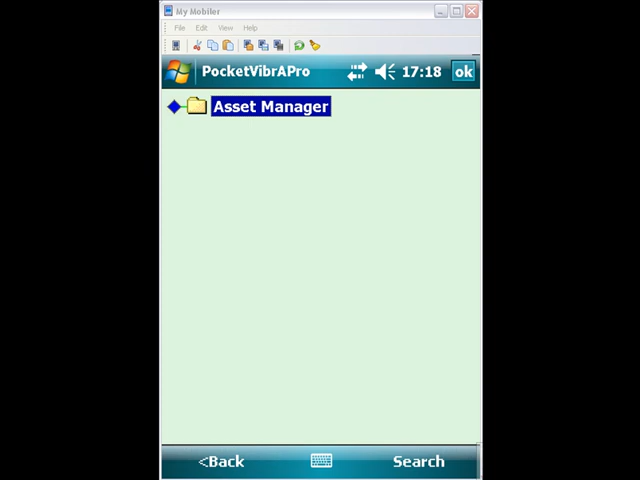 My Mobiler
File Edit View Help
PocketVibrAPro 17:18 ok
Asset Manager
<Back Search